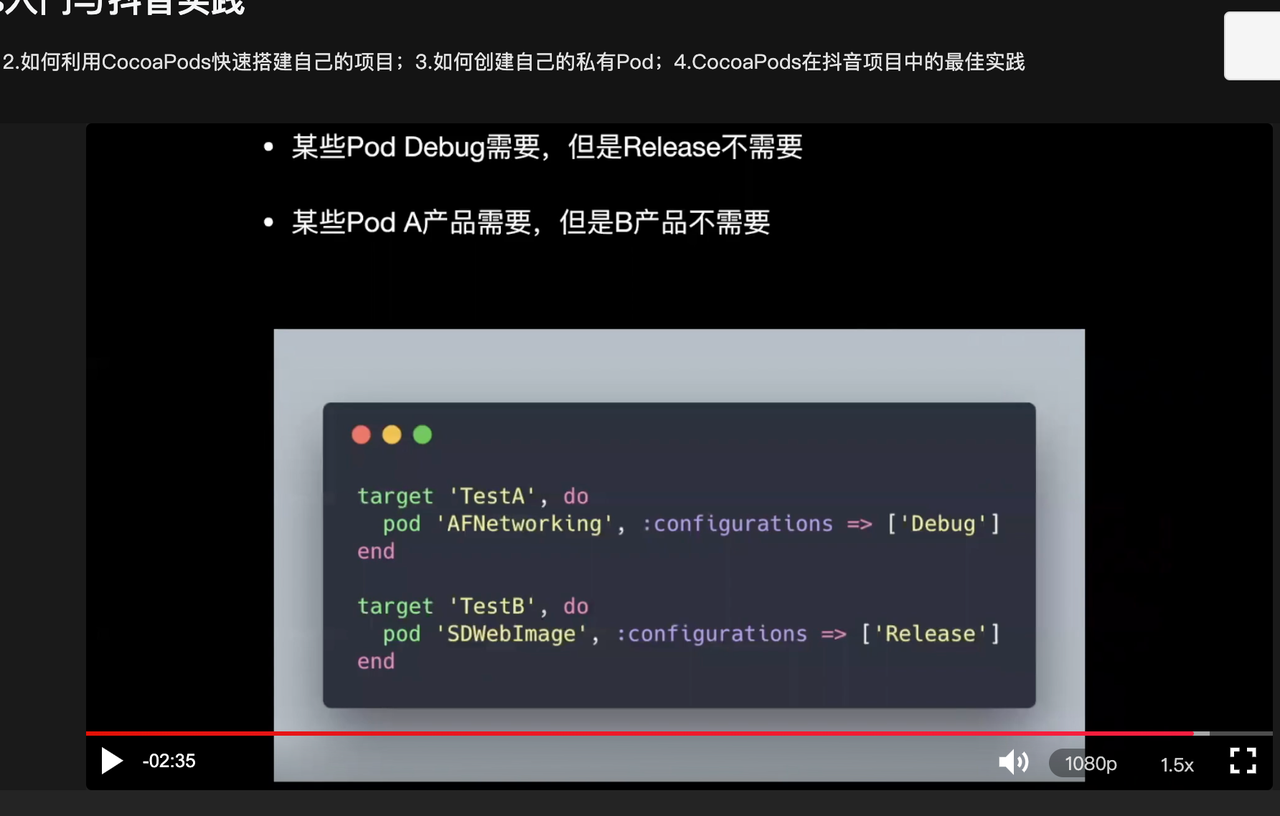 入门与抖音实践
2.如何利用CocoaPods快速搭建自己的项目；3.如何创建自己的私有Pod；4.CocoaPods在抖音项目中的最佳实践
• 某些Pod Debug需要，但是Release不需要
• 某些Pod A产品需要，但是B产品不需要
target 'TestA', do
  pod 'AFNetworking', :configurations => ['Debug']
end
target 'TestB', do
  pod 'SDWebImage', :configurations => ['Release']
end
-02:35
1080p
1.5x